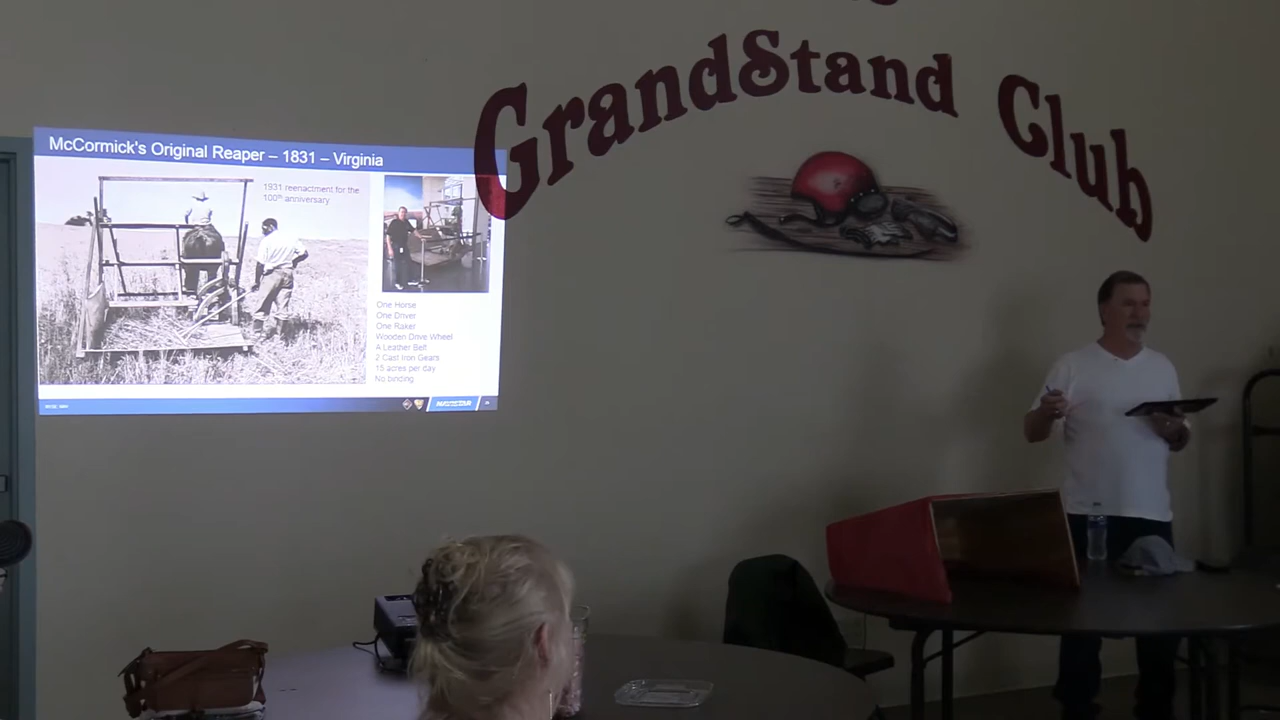 GrandStand Club
McCormick's Original Reaper – 1831 – Virginia
1931 reenactment for the
100th anniversary
One Horse
One Driver
One Raker
Wooden Drive Wheel
A Leather Belt
2 Cast Iron Gears
15 acres per day
No binding
NAVISTAR